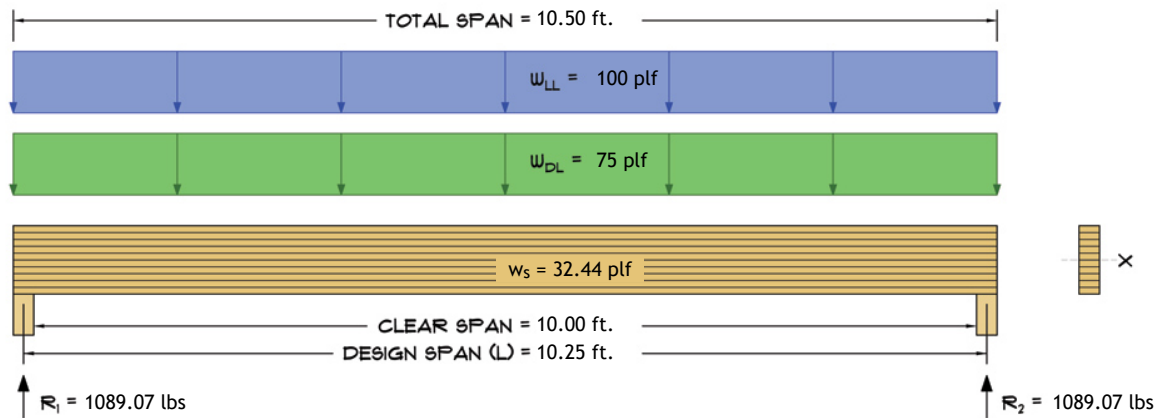 TOTAL SPAN = 10.50 ft.
wLL = 100 plf
wDL = 75 plf
wS = 32.44 plf
X
CLEAR SPAN = 10.00 ft.
DESIGN SPAN (L) = 10.25 ft.
R1 = 1089.07 lbs
R2 = 1089.07 lbs